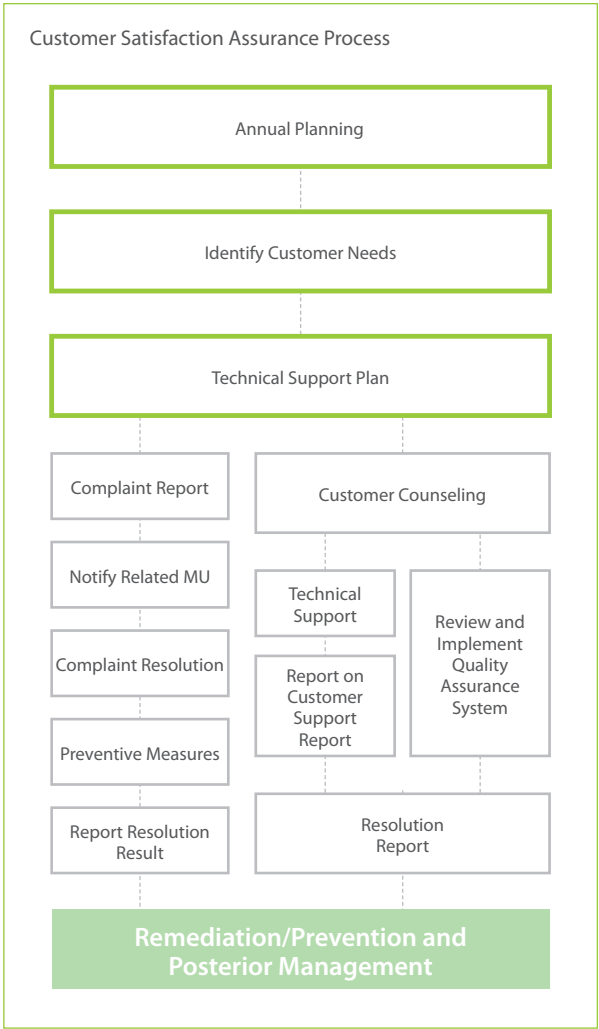 Customer Satisfaction Assurance Process
Annual Planning
Identify Customer Needs
Technical Support Plan
Complaint Report
Notify Related MU
Complaint Resolution
Preventive Measures
Report Resolution
Result
Customer Counseling
Technical
Support
Report on
Customer
Support
Report
Review and
Implement
Quality
Assurance
System
Resolution
Report
Remediation/Prevention and
Posterior Management